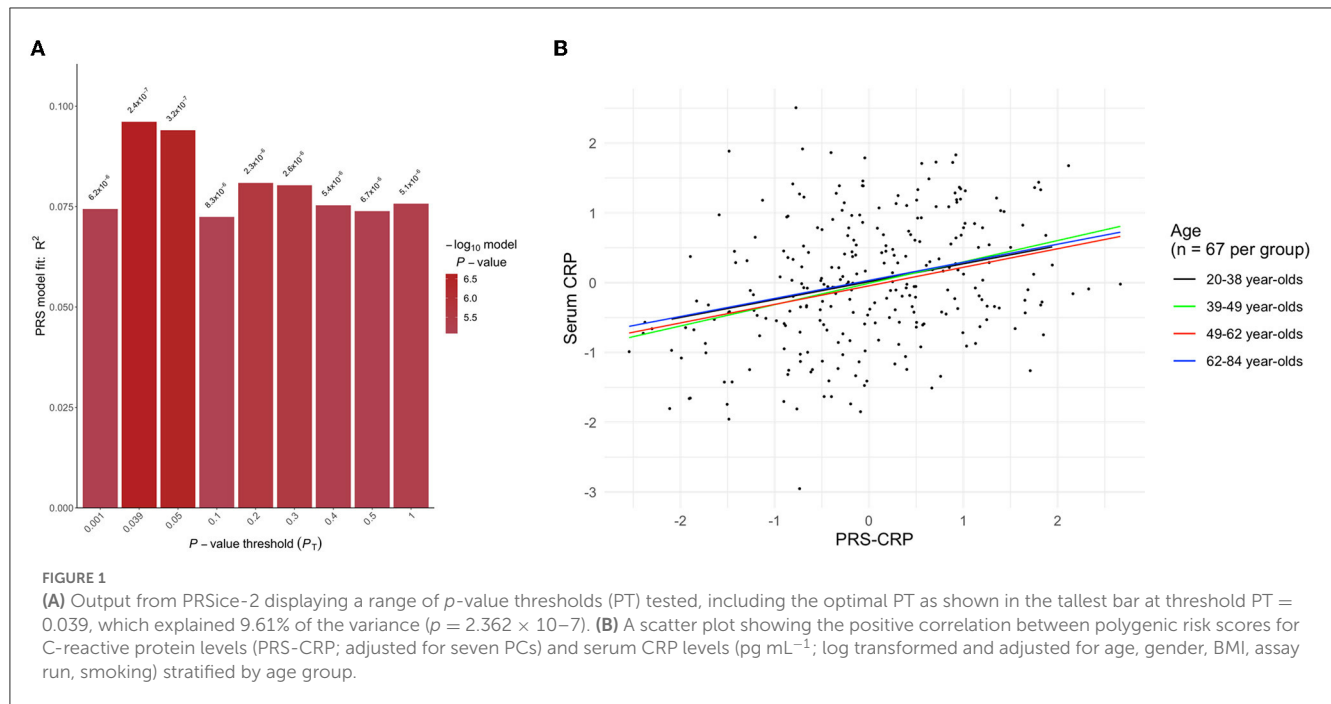 A
PRS model fit: R²
0.100
0.075
0.050
0.025
0.000
6.2x10⁻⁶
2.4x10⁻⁷
3.2x10⁻⁷
8.3x10⁻⁶
2.3x10⁻⁶
2.6x10⁻⁶
5.4x10⁻⁶
6.7x10⁻⁶
5.1x10⁻⁶
0.001
0.039
0.05
0.1
0.2
0.3
0.4
0.5
1
P − value threshold (P_T)
−log₁₀ model
P − value
6.5
6.0
5.5
B
Serum CRP
2
1
0
-1
-2
-3
-2
-1
0
1
2
PRS-CRP
Age
(n = 67 per group)
20-38 year-olds
39-49 year-olds
49-62 year-olds
62-84 year-olds
FIGURE 1
(A) Output from PRSice-2 displaying a range of p-value thresholds (PT) tested, including the optimal PT as shown in the tallest bar at threshold PT =
0.039, which explained 9.61% of the variance (p = 2.362 × 10−7). (B) A scatter plot showing the positive correlation between polygenic risk scores for
C-reactive protein levels (PRS-CRP; adjusted for seven PCs) and serum CRP levels (pg mL⁻¹; log transformed and adjusted for age, gender, BMI, assay
run, smoking) stratified by age group.